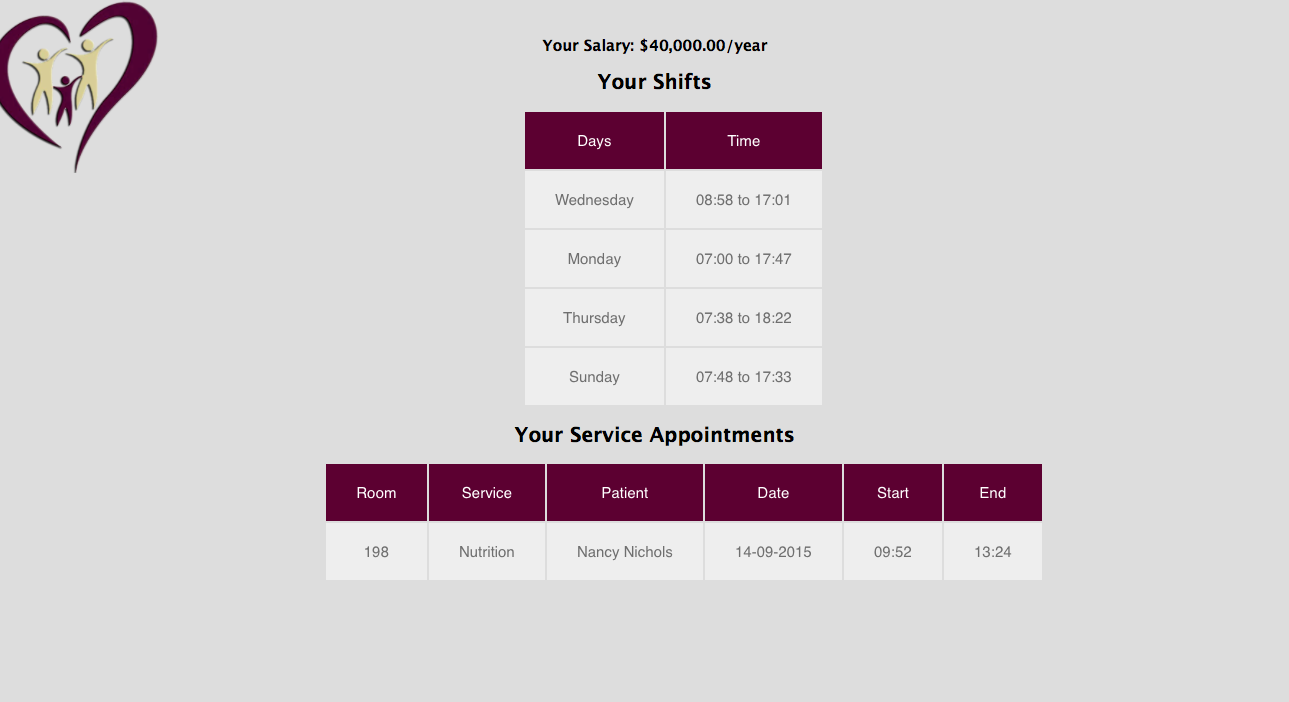 Your Salary: $40,000.00/year
Your Shifts
Days Time
Wednesday 08:58 to 17:01
Monday 07:00 to 17:47
Thursday 07:38 to 18:22
Sunday 07:48 to 17:33
Your Service Appointments
Room Service Patient Date Start End
198 Nutrition Nancy Nichols 14-09-2015 09:52 13:24